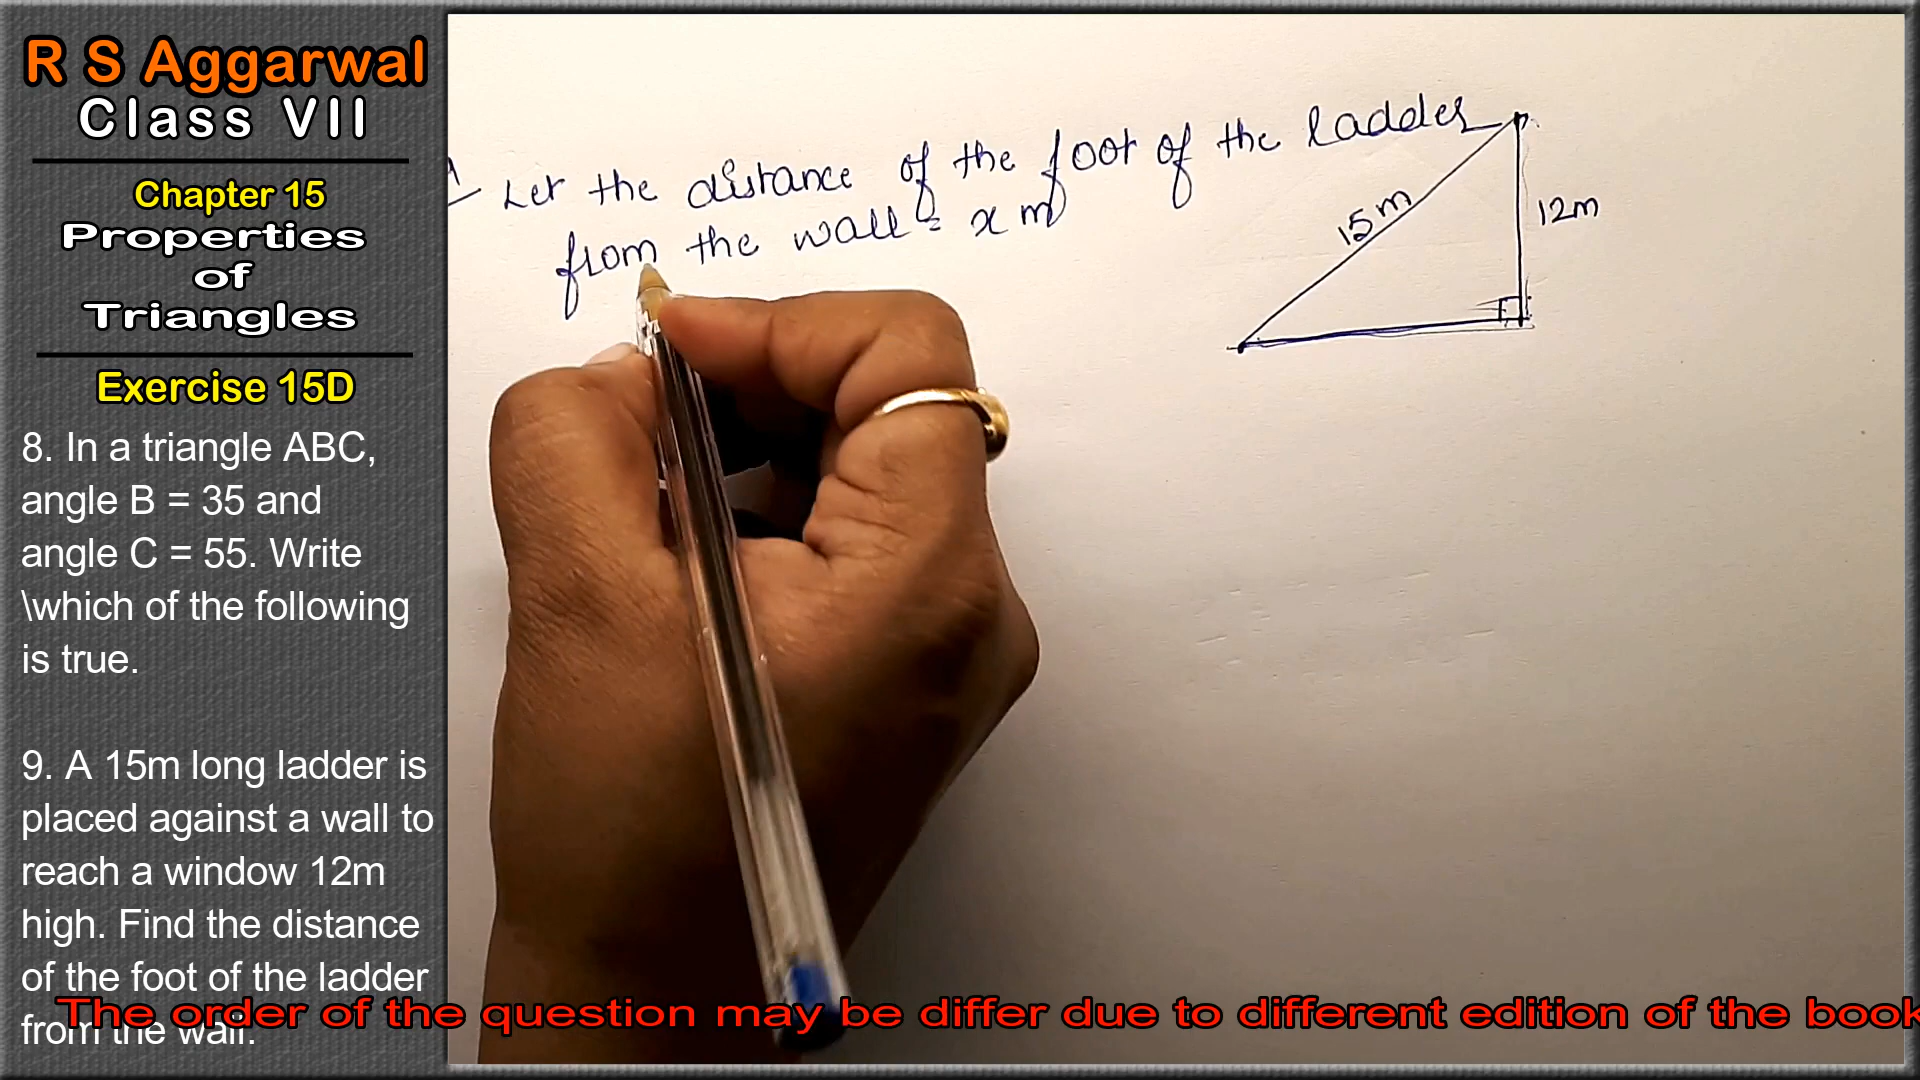 R S Aggarwal
Class VII
Chapter 15
Properties
of
Triangles
Exercise 15D
8. In a triangle ABC,
angle B = 35 and
angle C = 55. Write
\which of the following
is true.
9. A 15m long ladder is
placed against a wall to
reach a window 12m
high. Find the distance
of the foot of the ladder
from the wall.
Let the distance of the foot of the ladder
from the wall = x m
15m
12m
The order of the question may be differ due to different edition of the book